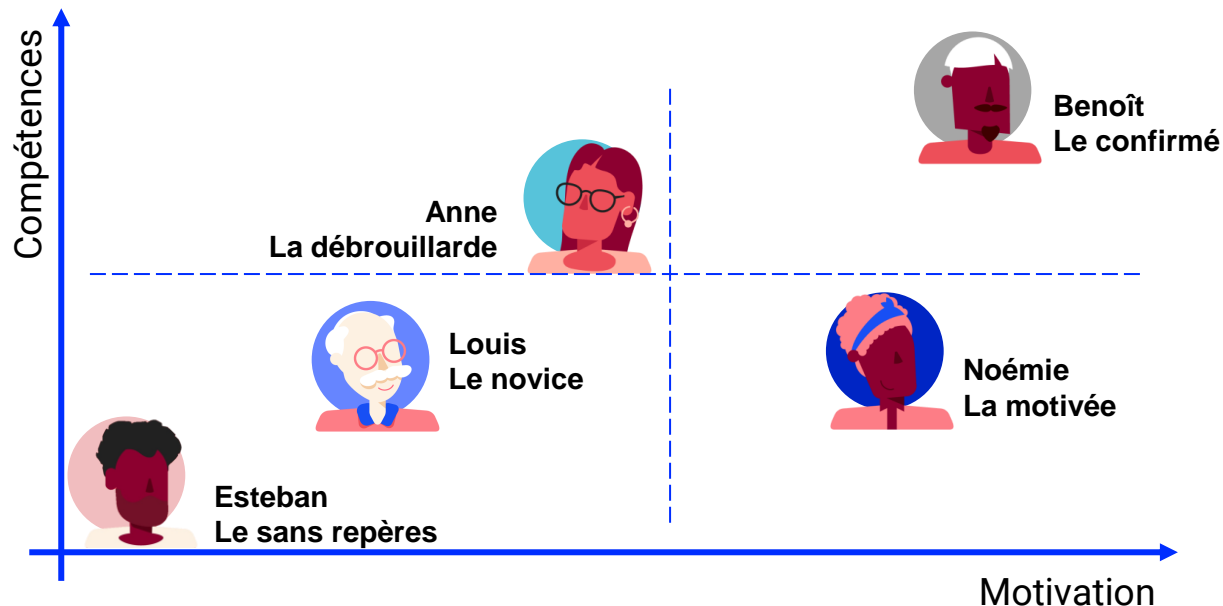 Compétences
Benoît
Le confirmé
Anne
La débrouillarde
Louis
Le novice
Noémie
La motivée
Esteban
Le sans repères
Motivation